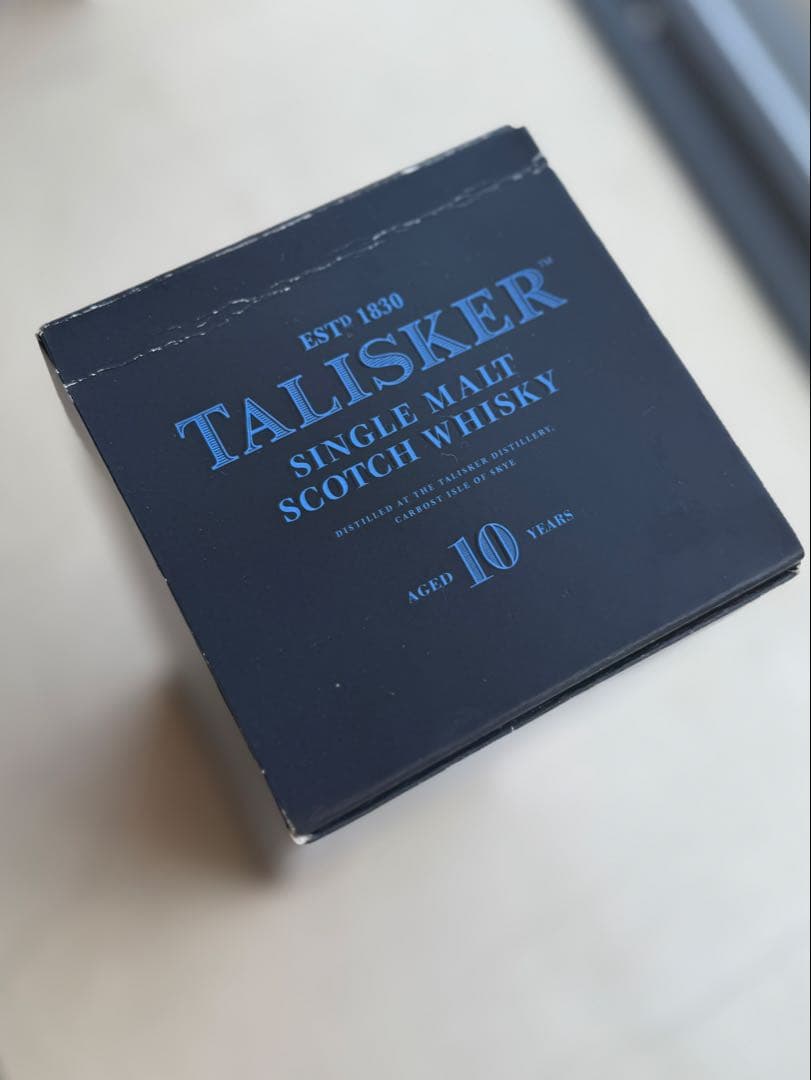 ESTᴰ 1830
TALISKER™
SINGLE MALT
SCOTCH WHISKY
DISTILLED AT THE TALISKER DISTILLERY,
CARBOST ISLE OF SKYE
AGED 10 YEARS